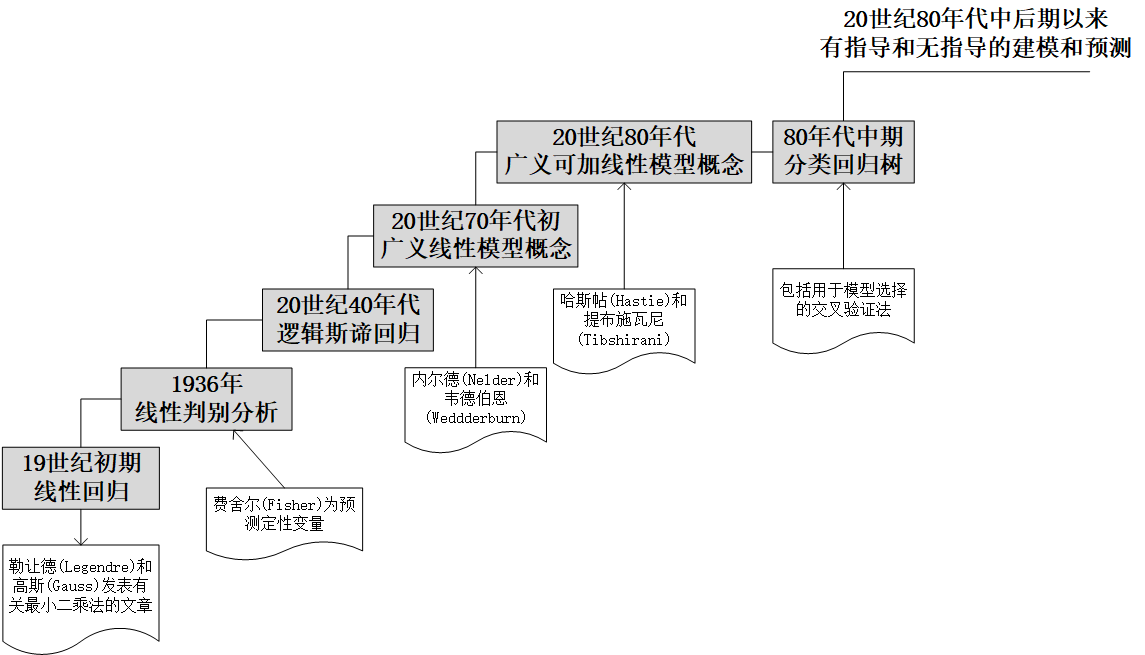 20世纪80年代中后期以来
有指导和无指导的建模和预测
20世纪80年代
广义可加线性模型概念
80年代中期
分类回归树
20世纪70年代初
广义线性模型概念
20世纪40年代
逻辑斯谛回归
哈斯帖(Hastie)和
提布施瓦尼
(Tibshirani)
包括用于模型选择
的交叉验证法
1936年
线性判别分析
内尔德(Nelder)和
韦德伯恩
(Weddderburn)
19世纪初期
线性回归
费舍尔(Fisher)为预
测定性变量
勒让德(Legendre)和
高斯(Gauss)发表有
关最小二乘法的文章